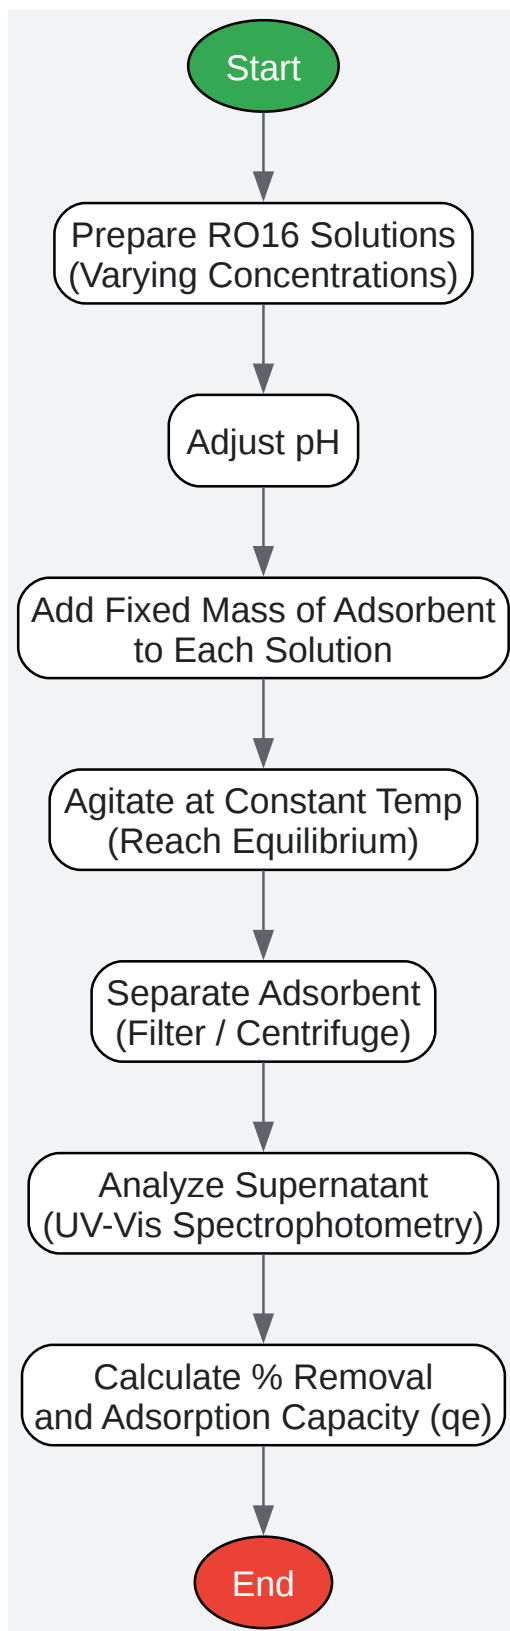 Start
Prepare RO16 Solutions
(Varying Concentrations)
Adjust pH
Add Fixed Mass of Adsorbent
to Each Solution
Agitate at Constant Temp
(Reach Equilibrium)
Separate Adsorbent
(Filter / Centrifuge)
Analyze Supernatant
(UV-Vis Spectrophotometry)
Calculate % Removal
and Adsorption Capacity (qe)
End